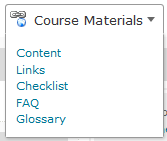 Course Materials
Content
Links
Checklist
FAQ
Glossary